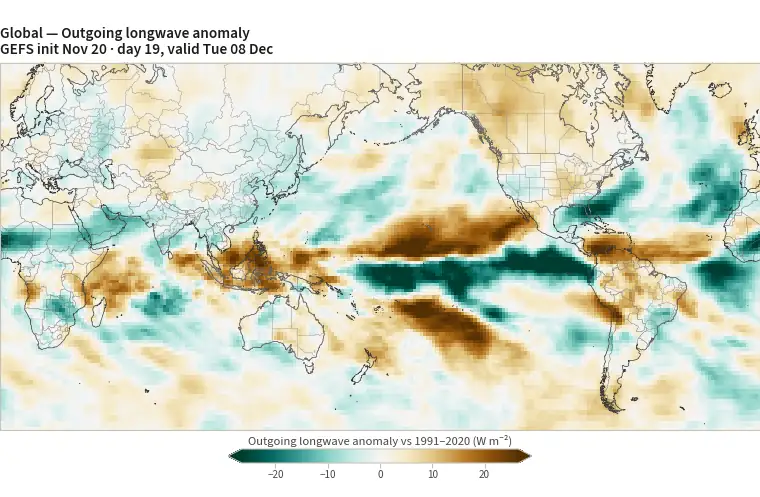 Global — Outgoing longwave anomaly
GEFS init Nov 20 · day 19, valid Tue 08 Dec
Outgoing longwave anomaly vs 1991–2020 (W m⁻²)
−20 −10 0 10 20